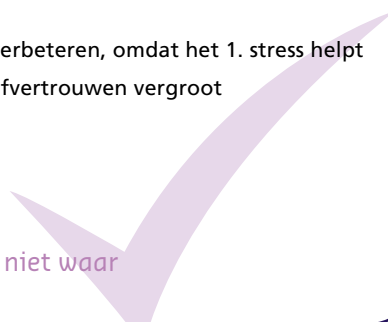 erbeteren, omdat het 1. stress helpt
fvertrouwen vergroot
niet waar